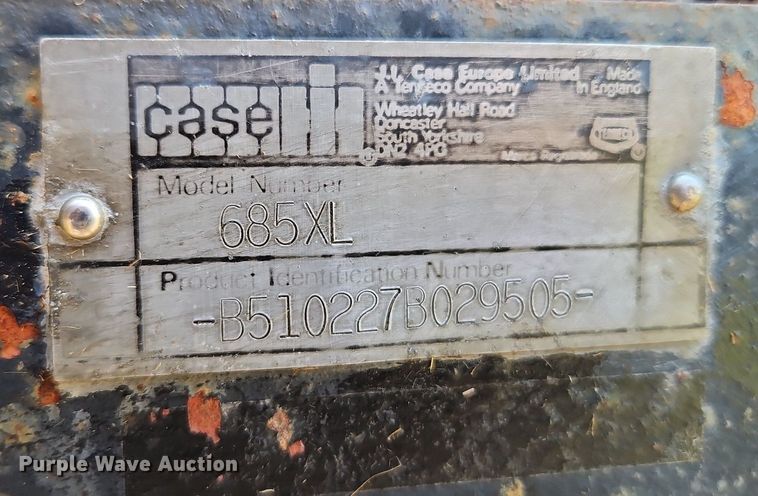 case IH
J.I. Case Europe Limited Made
A Tenneco Company in England
Wheatley Hall Road
Doncaster
South Yorkshire
DN2 4PG
Model Number
685XL
Product Identification Number
-B510227B029505-
Purple Wave Auction